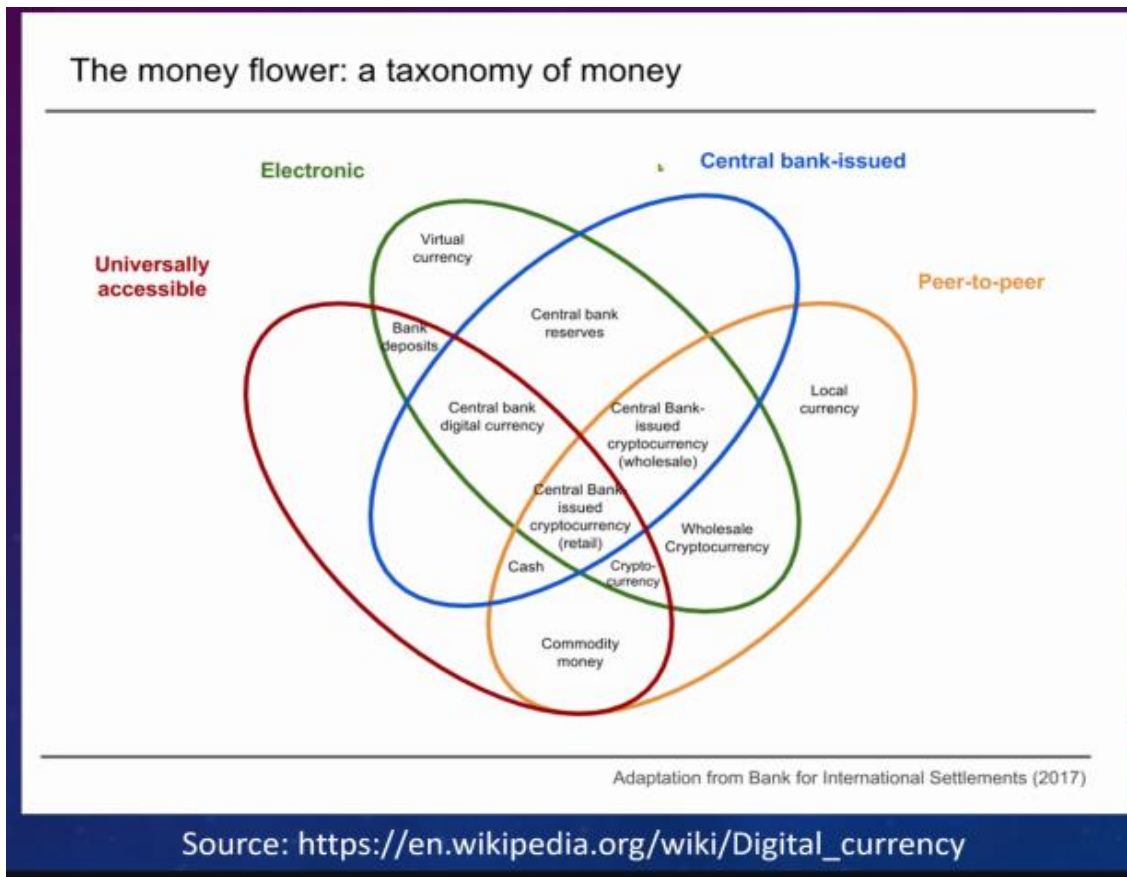 The money flower: a taxonomy of money
Electronic
Central bank-issued
Universally
accessible
Peer-to-peer
Virtual
currency
Bank
deposits
Central bank
reserves
Local
currency
Central bank
digital currency
Central Bank-
issued
cryptocurrency
(wholesale)
Central Bank-
issued
cryptocurrency
(retail)
Wholesale
Cryptocurrency
Cash
Crypto-
currency
Commodity
money
Adaptation from Bank for International Settlements (2017)
Source: https://en.wikipedia.org/wiki/Digital_currency